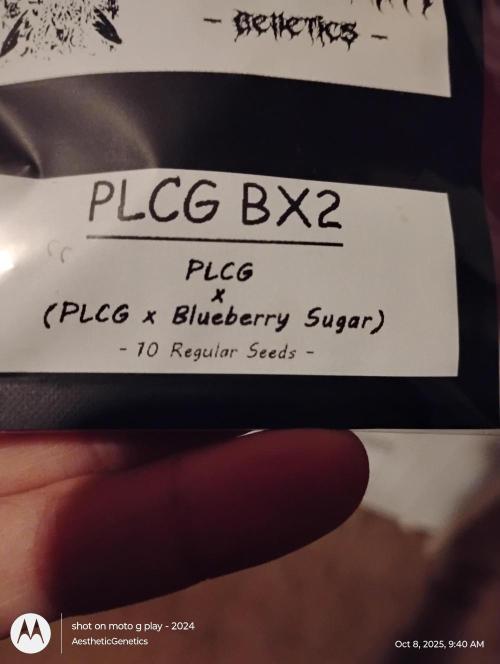 - Genetics -
PLCG BX2
PLCG
x
(PLCG x Blueberry Sugar)
- 10 Regular Seeds -
shot on moto g play - 2024
AestheticGenetics
Oct 8, 2025, 9:40 AM